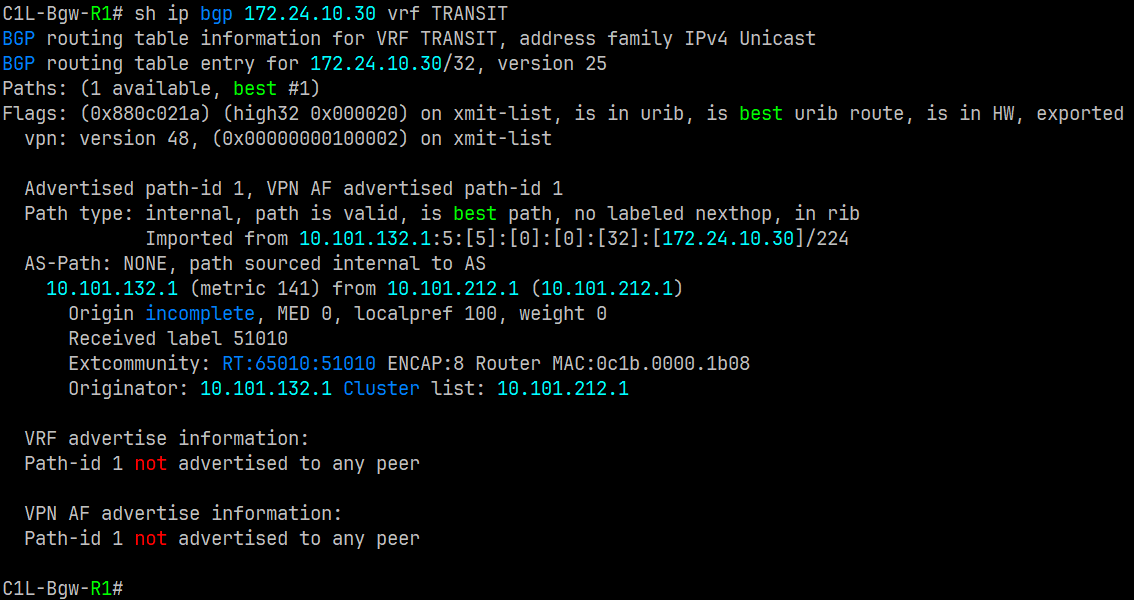 C1L-Bgw-R1# sh ip bgp 172.24.10.30 vrf TRANSIT
BGP routing table information for VRF TRANSIT, address family IPv4 Unicast
BGP routing table entry for 172.24.10.30/32, version 25
Paths: (1 available, best #1)
Flags: (0x880c021a) (high32 0x000020) on xmit-list, is in urib, is best urib route, is in HW, exported
  vpn: version 48, (0x00000000100002) on xmit-list

  Advertised path-id 1, VPN AF advertised path-id 1
  Path type: internal, path is valid, is best path, no labeled nexthop, in rib
             Imported from 10.101.132.1:5:[5]:[0]:[0]:[32]:[172.24.10.30]/224
  AS-Path: NONE, path sourced internal to AS
    10.101.132.1 (metric 141) from 10.101.212.1 (10.101.212.1)
      Origin incomplete, MED 0, localpref 100, weight 0
      Received label 51010
      Extcommunity: RT:65010:51010 ENCAP:8 Router MAC:0c1b.0000.1b08
      Originator: 10.101.132.1 Cluster list: 10.101.212.1

  VRF advertise information:
  Path-id 1 not advertised to any peer

  VPN AF advertise information:
  Path-id 1 not advertised to any peer

C1L-Bgw-R1#